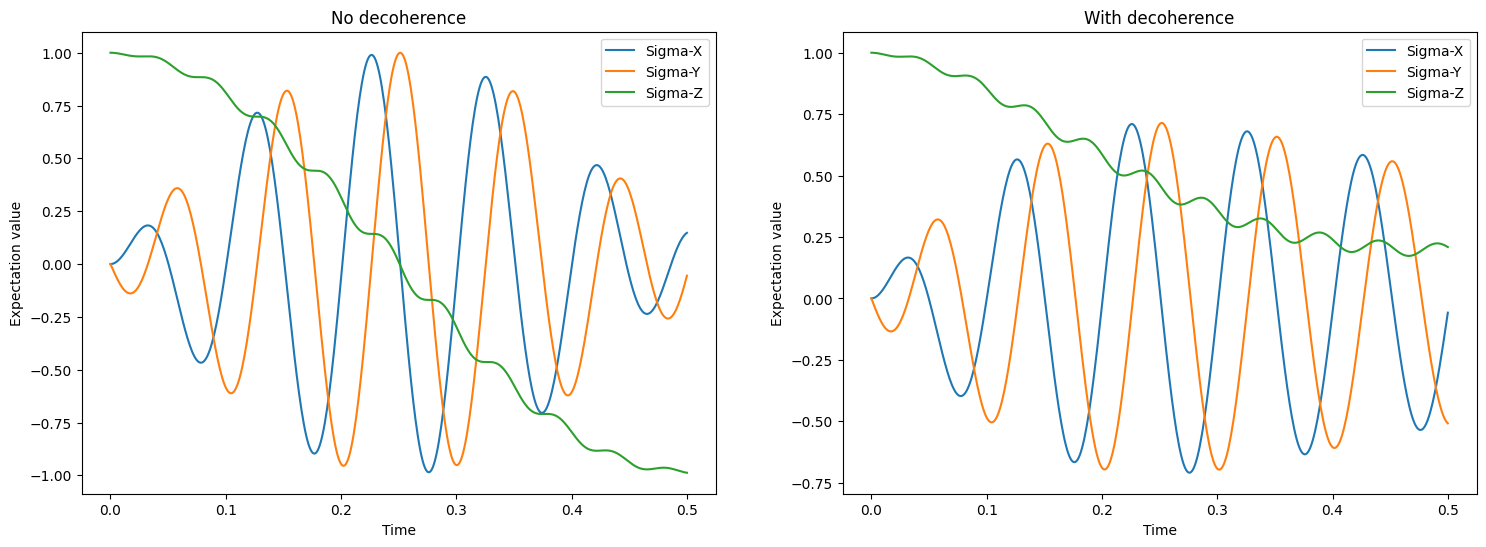 No decoherence
1.00
0.75
0.50
0.25
0.00
−0.25
−0.50
−0.75
−1.00
Expectation value
0.0 0.1 0.2 0.3 0.4 0.5
Time
Sigma-X
Sigma-Y
Sigma-Z
With decoherence
1.00
0.75
0.50
0.25
0.00
−0.25
−0.50
−0.75
Expectation value
0.0 0.1 0.2 0.3 0.4 0.5
Time
Sigma-X
Sigma-Y
Sigma-Z